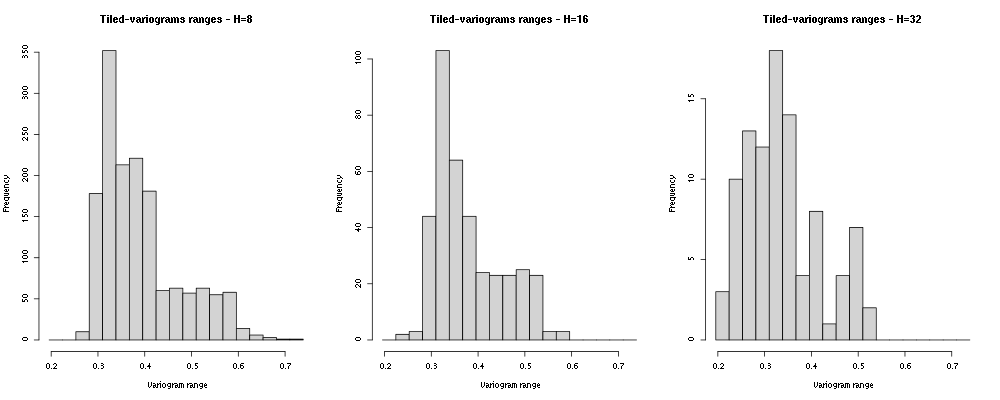 Tiled-variograms ranges - H=8
350
300
250
200
150
100
50
0
Frequency
0.2 0.3 0.4 0.5 0.6 0.7
Variogram range
Tiled-variograms ranges - H=16
100
80
60
40
20
0
Frequency
0.2 0.3 0.4 0.5 0.6 0.7
Variogram range
Tiled-variograms ranges - H=32
15
10
5
0
Frequency
0.2 0.3 0.4 0.5 0.6 0.7
Variogram range